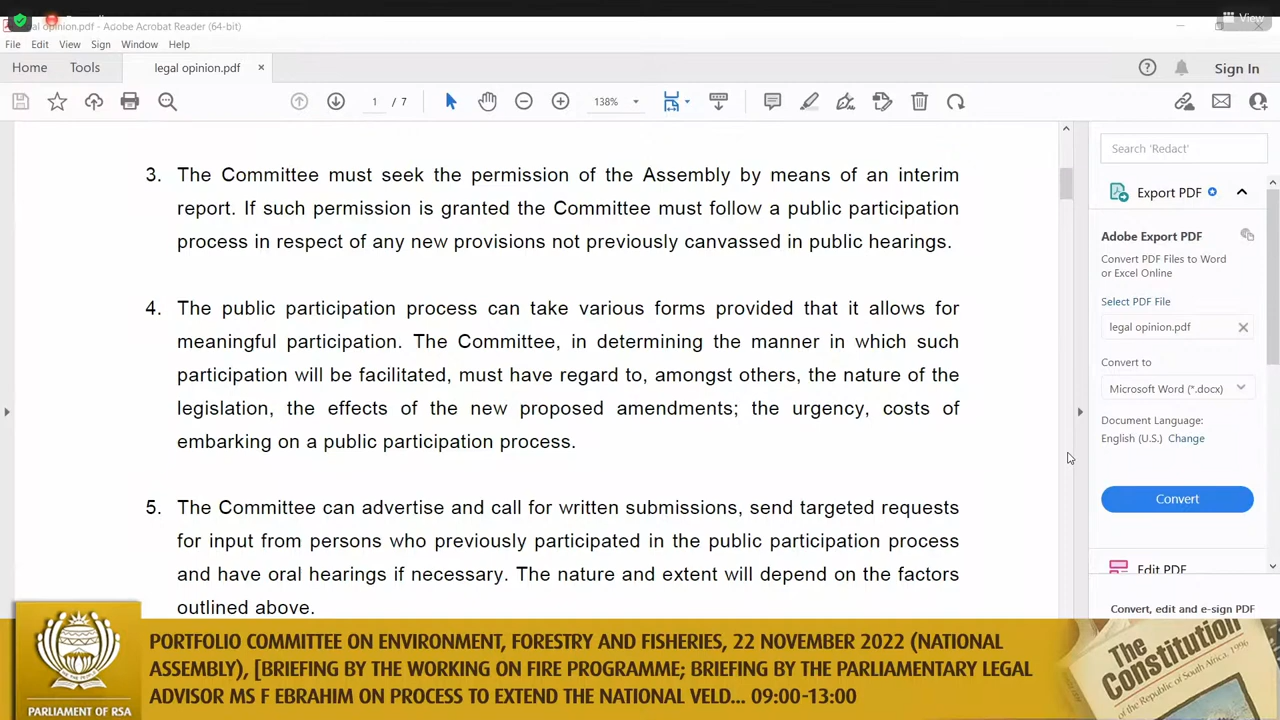 legal opinion.pdf - Adobe Acrobat Reader (64-bit)
View
File Edit View Sign Window Help
Home Tools legal opinion.pdf ×
Sign In
1 / 7
138%
3. The Committee must seek the permission of the Assembly by means of an interim
report. If such permission is granted the Committee must follow a public participation
process in respect of any new provisions not previously canvassed in public hearings.
4. The public participation process can take various forms provided that it allows for
meaningful participation. The Committee, in determining the manner in which such
participation will be facilitated, must have regard to, amongst others, the nature of the
legislation, the effects of the new proposed amendments; the urgency, costs of
embarking on a public participation process.
5. The Committee can advertise and call for written submissions, send targeted requests
for input from persons who previously participated in the public participation process
and have oral hearings if necessary. The nature and extent will depend on the factors
outlined above.
Search 'Redact'
Export PDF
Adobe Export PDF
Convert PDF Files to Word
or Excel Online
Select PDF File
legal opinion.pdf
Convert to
Microsoft Word (*.docx)
Document Language:
English (U.S.) Change
Convert
Edit PDF
Convert, edit and e-sign PDF
PORTFOLIO COMMITTEE ON ENVIRONMENT, FORESTRY AND FISHERIES, 22 NOVEMBER 2022 (NATIONAL
ASSEMBLY), [BRIEFING BY THE WORKING ON FIRE PROGRAMME; BRIEFING BY THE PARLIAMENTARY LEGAL
ADVISOR MS F EBRAHIM ON PROCESS TO EXTEND THE NATIONAL VELD... 09:00-13:00
PARLIAMENT OF RSA
The
Constitution
of the Republic of South Africa, 1996